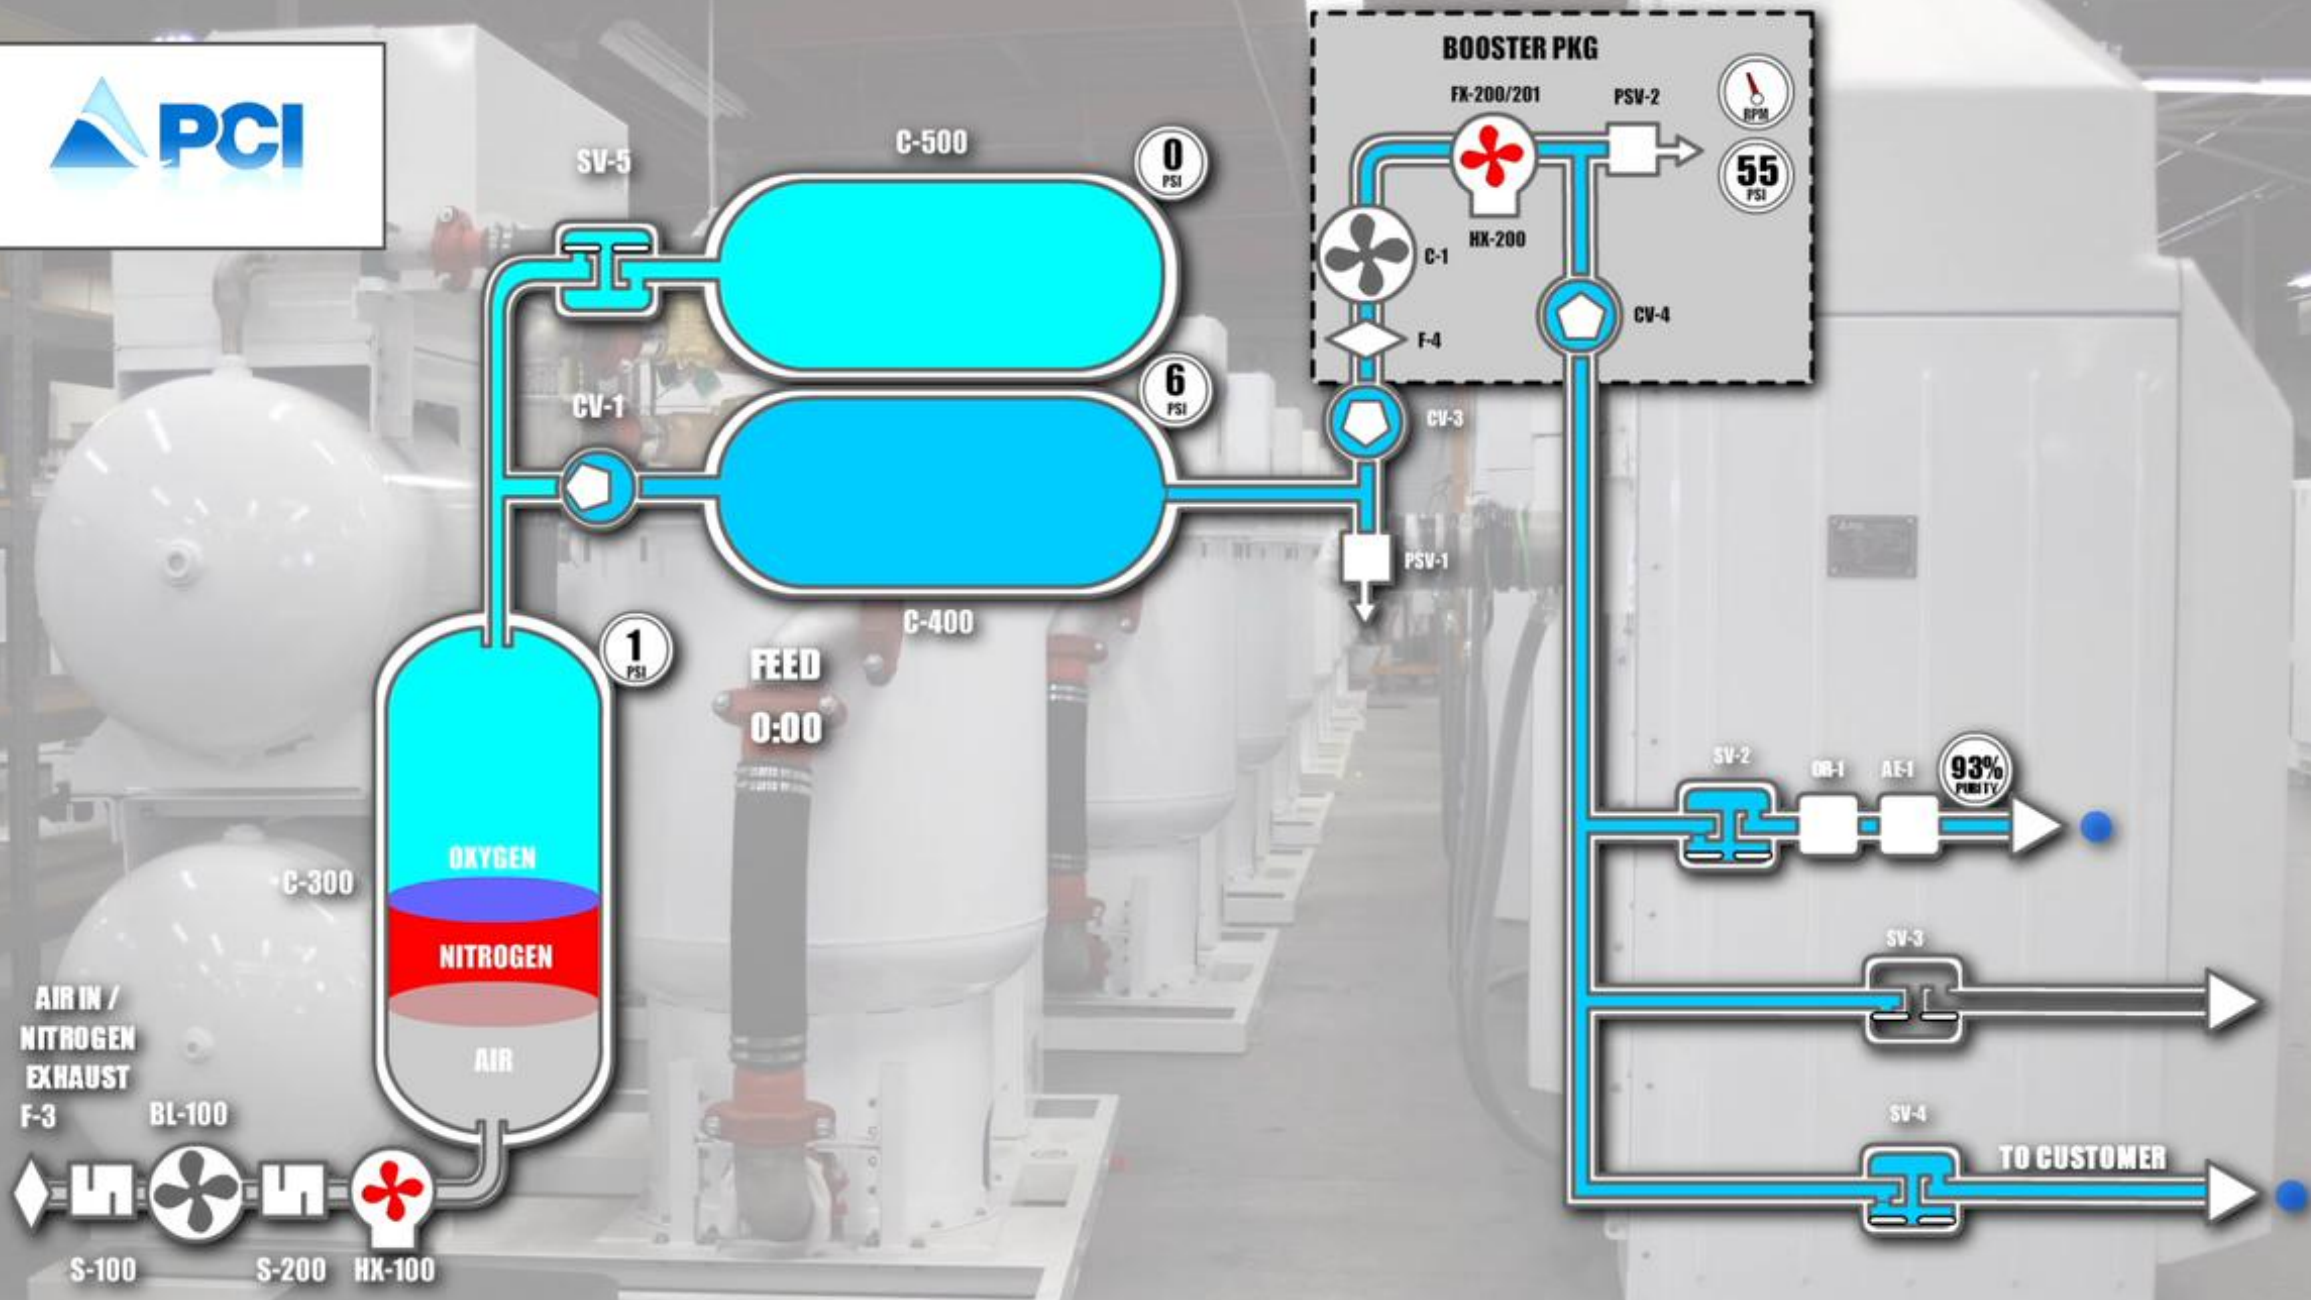 PCI
BOOSTER PKG
FX-200/201
PSV-2
RPM
55
PSI
HX-200
C-1
CV-4
F-4
CV-3
PSV-1
SV-5
C-500
0
PSI
CV-1
6
PSI
C-400
1
PSI
FEED
0:00
OXYGEN
C-300
NITROGEN
AIR
AIR IN /
NITROGEN
EXHAUST
F-3
BL-100
S-100
S-200
HX-100
SV-2
OR-1
AE-1
93%
PURITY
SV-3
SV-4
TO CUSTOMER